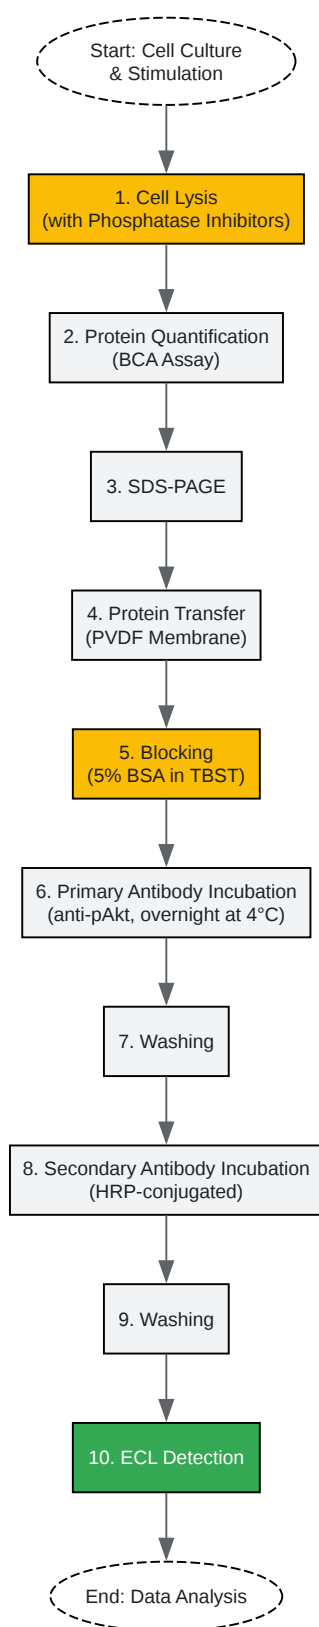 Start: Cell Culture
& Stimulation
1. Cell Lysis
(with Phosphatase Inhibitors)
2. Protein Quantification
(BCA Assay)
3. SDS-PAGE
4. Protein Transfer
(PVDF Membrane)
5. Blocking
(5% BSA in TBST)
6. Primary Antibody Incubation
(anti-pAkt, overnight at 4°C)
7. Washing
8. Secondary Antibody Incubation
(HRP-conjugated)
9. Washing
10. ECL Detection
End: Data Analysis